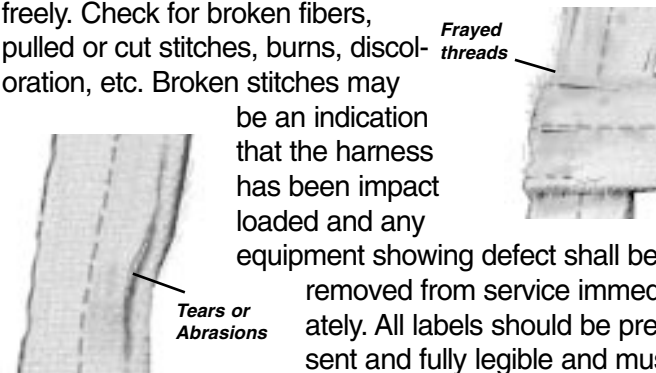 freely. Check for broken fibers,
pulled or cut stitches, burns, discol-
oration, etc. Broken stitches may
be an indication
that the harness
has been impact
loaded and any
equipment showing defect shall be
removed from service immedi
ately. All labels should be pre
sent and fully legible and mus
Frayed
threads
Tears or
Abrasions